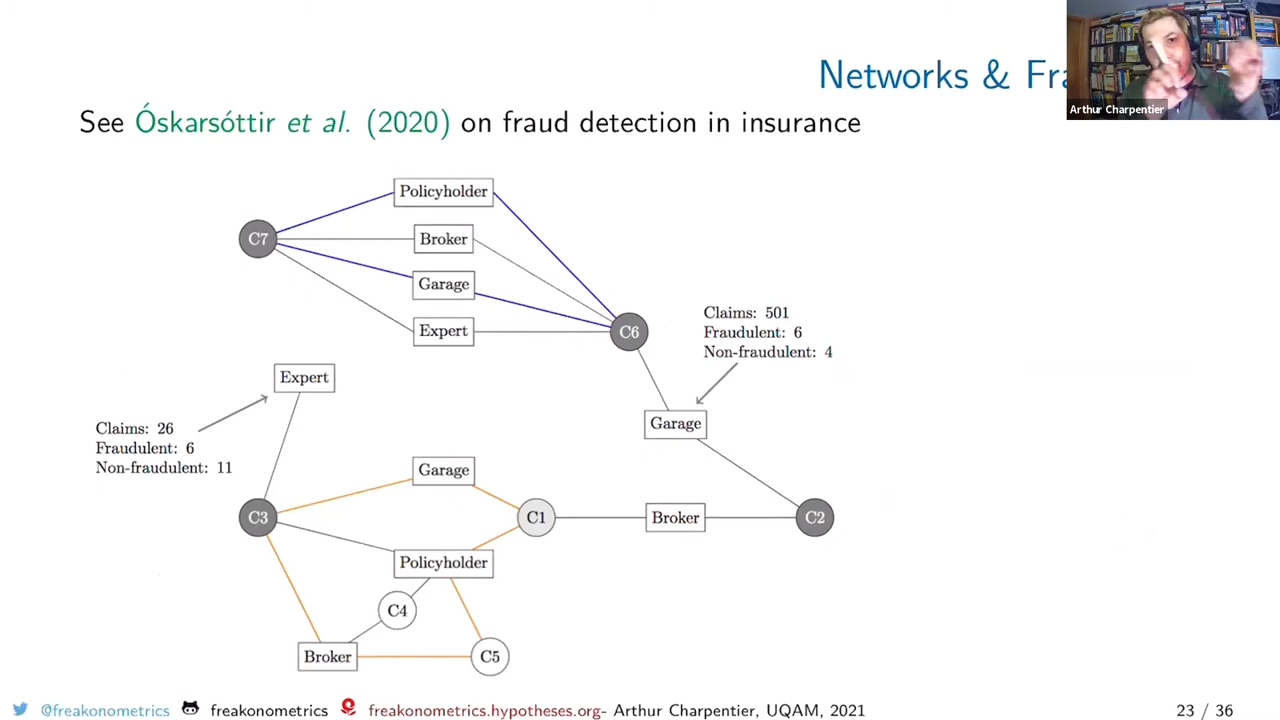 Networks & Fra
Arthur Charpentier
See Óskarsóttir et al. (2020) on fraud detection in insurance
Policyholder
C7
Broker
Garage
Expert
C6
Claims: 501
Fraudulent: 6
Non-fraudulent: 4
Expert
Garage
Claims: 26
Fraudulent: 6
Non-fraudulent: 11
Garage
C3
C1
Broker
C2
Policyholder
C4
Broker
C5
@freakonometrics freakonometrics freakonometrics.hypotheses.org- Arthur Charpentier, UQAM, 2021 23 / 36